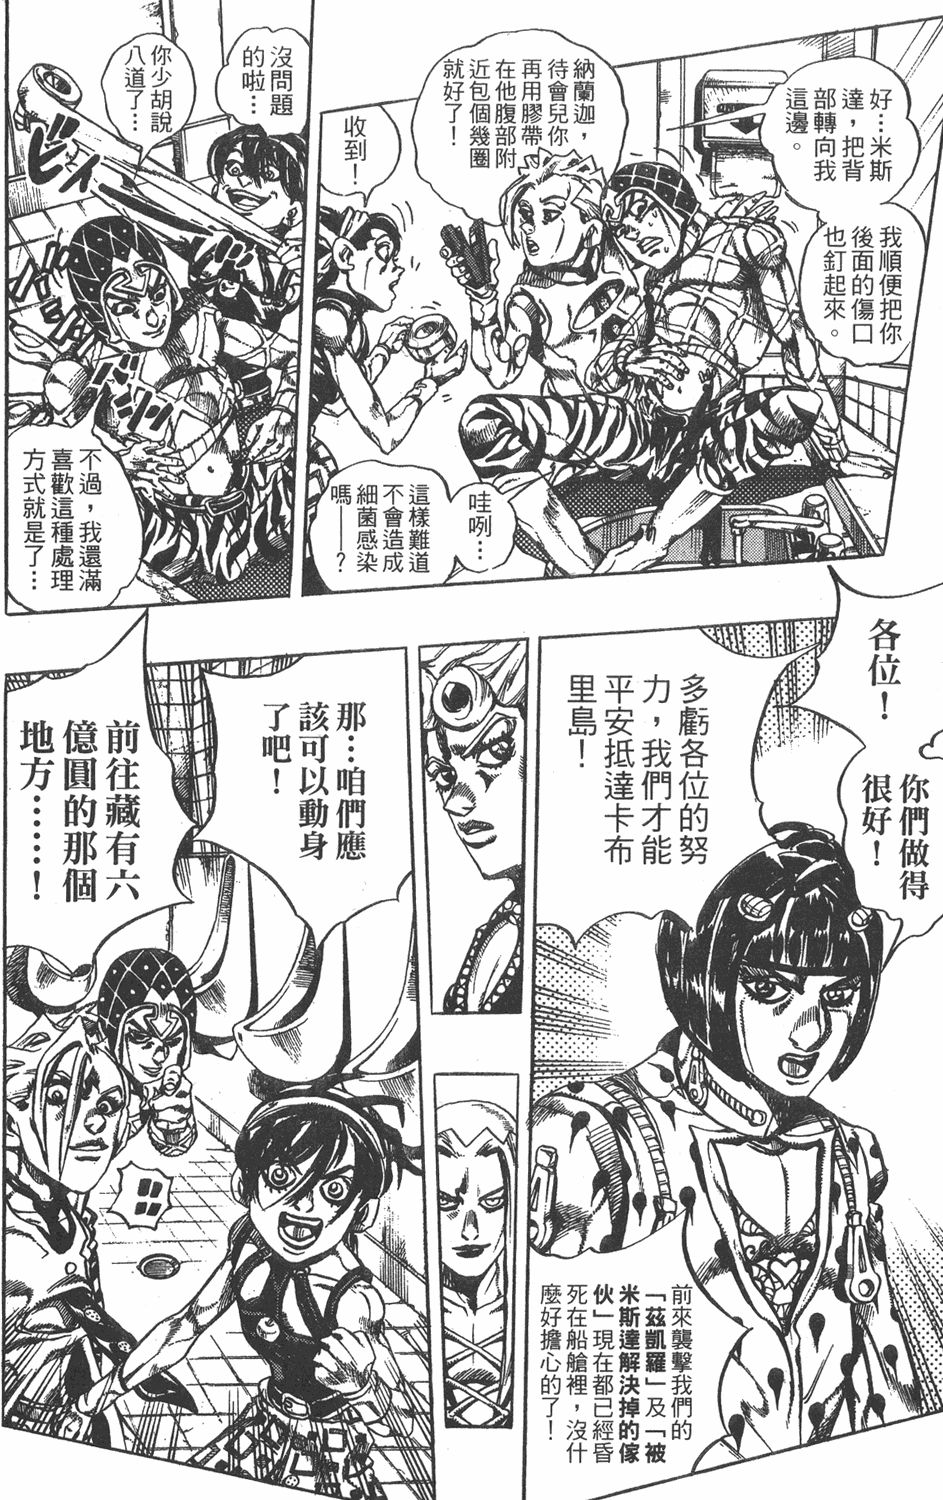 好…米斯
達，把背
部轉向我
這邊。
我順便把你
後面的傷口
也釘起來。
納蘭迦，
待會兒你
再用膠帶
在他腹部附
近包個幾圈
就好了！
收到！
哇咧…
這樣難道
不會造成
細菌感染
嗎——？
沒問題
的啦…
你少胡說
八道了…
ビビィー
不過，我還滿
喜歡這種處理
方式就是了…
各位！
你們做得
很好！
多虧各位的努
力，我們才能
平安抵達卡布
里島！
前來襲擊我們的
「茲凱羅」及「被
米斯達解決掉的傢
伙」現在都已經昏
死在船艙裡，沒什
麼好擔心的了！
那…咱們應
該可以動身
了吧！
前往藏有六
億圓的那個
地方……！
!!